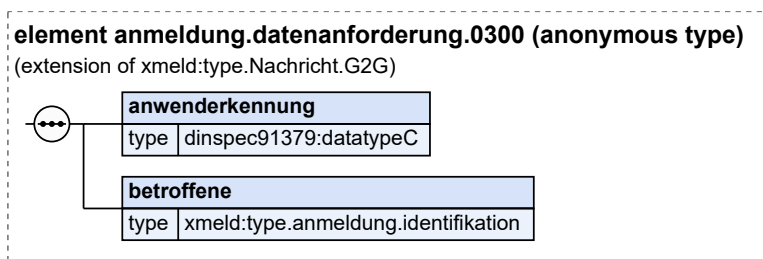 element anmeldung.datenanforderung.0300 (anonymous type)
(extension of xmeld:type.Nachricht.G2G)
anwenderkennung
type dinspec91379:datatypeC
betroffene
type xmeld:type.anmeldung.identifikation